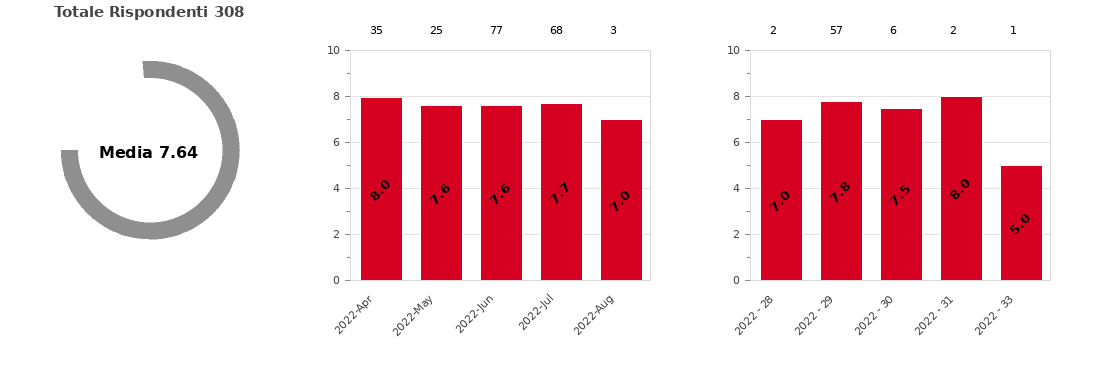 Totale Rispondenti 308
Media 7.64
35 25 77 68 3
10
8
6
4
2
0
8.0 7.6 7.6 7.7 7.0
2022-Apr 2022-May 2022-Jun 2022-Jul 2022-Aug
2 57 6 2 1
10
8
6
4
2
0
7.0 7.8 7.5 8.0 5.0
2022 - 28 2022 - 29 2022 - 30 2022 - 31 2022 - 33